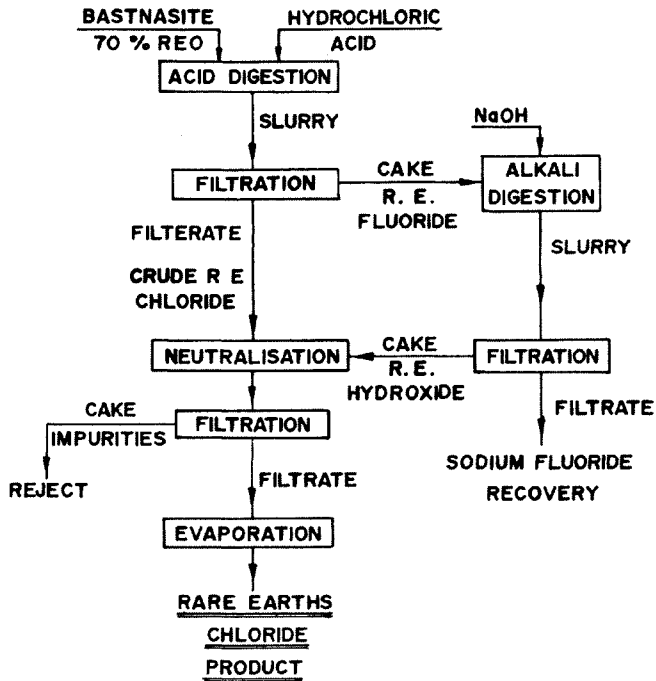 BASTNASITE
70 % REO
HYDROCHLORIC
ACID
ACID DIGESTION
SLURRY
NaOH
FILTRATION
CAKE
R. E.
FLUORIDE
ALKALI
DIGESTION
FILTERATE
CRUDE R E
CHLORIDE
SLURRY
NEUTRALISATION
CAKE
R.E.
HYDROXIDE
FILTRATION
CAKE
IMPURITIES
FILTRATION
FILTRATE
REJECT
FILTRATE
SODIUM FLUORIDE
RECOVERY
EVAPORATION
RARE EARTHS
CHLORIDE
PRODUCT